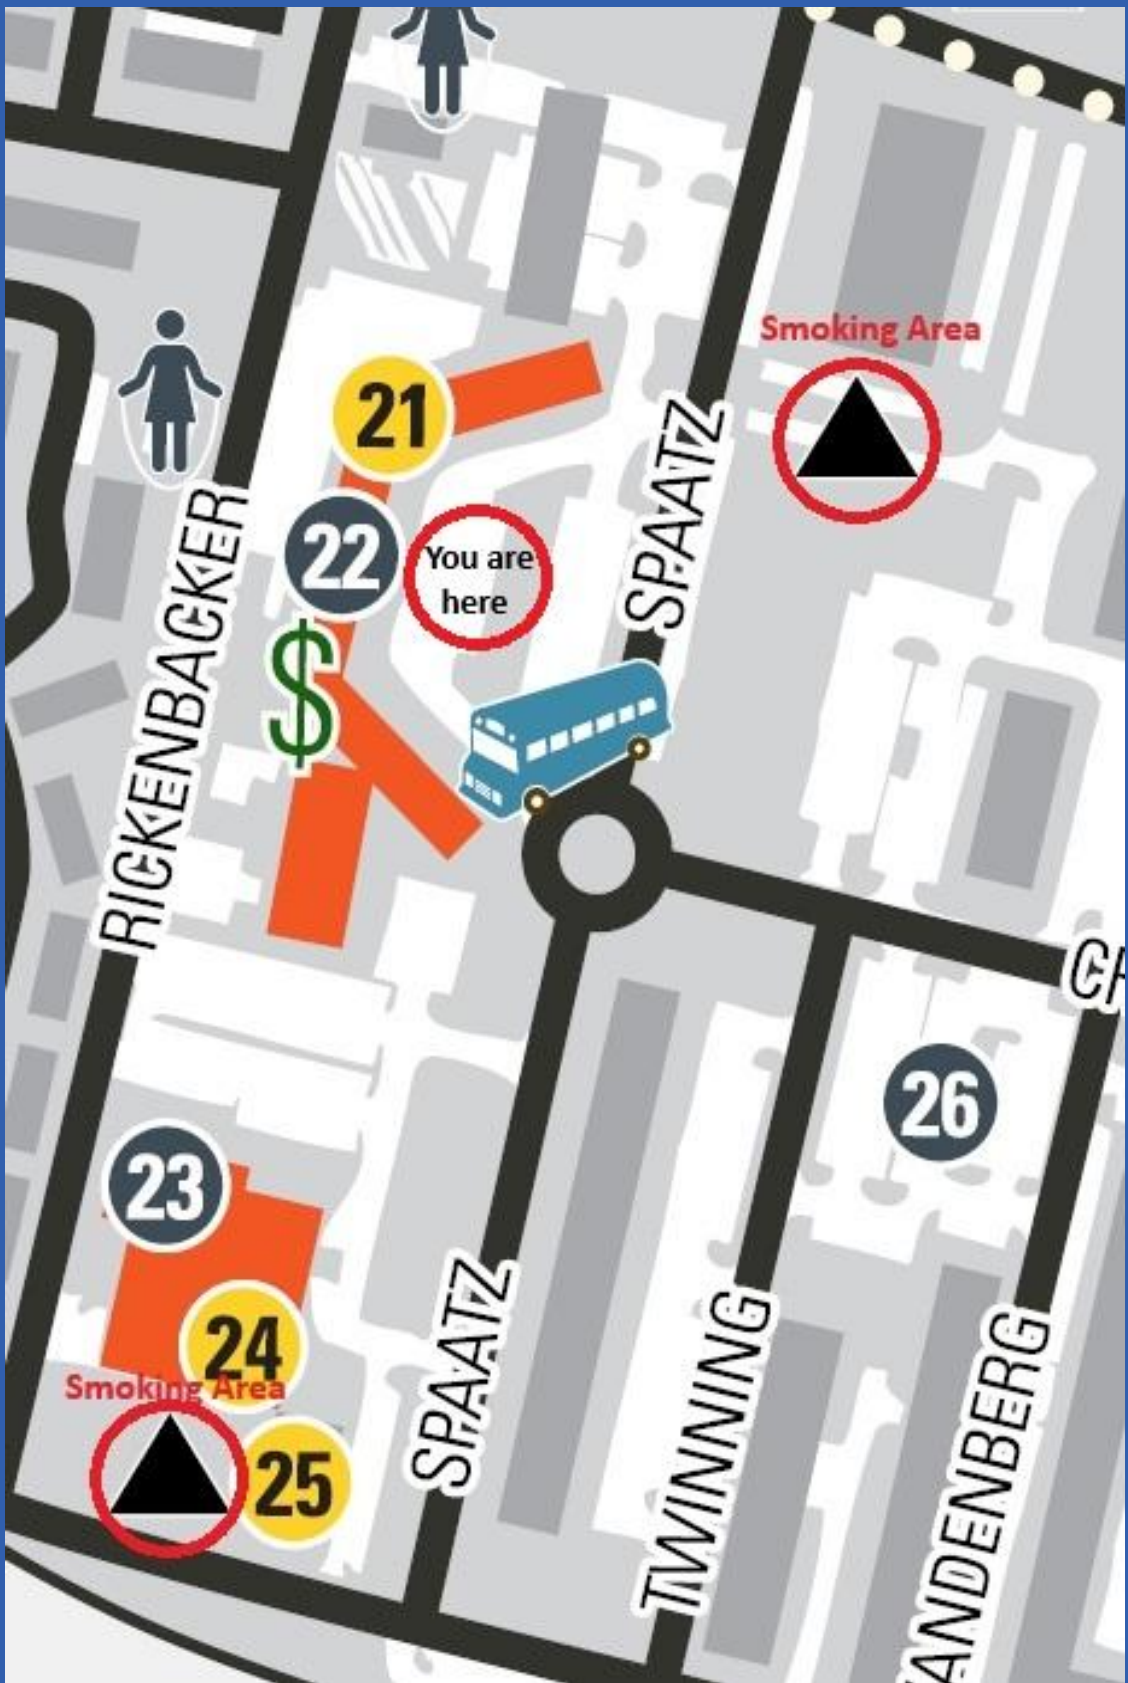 Smoking Area
21
SPAATZ
22
You are
here
RICKENBACKER
$
26
23
24
Smoking Area
25
SPAATZ
TWINNING